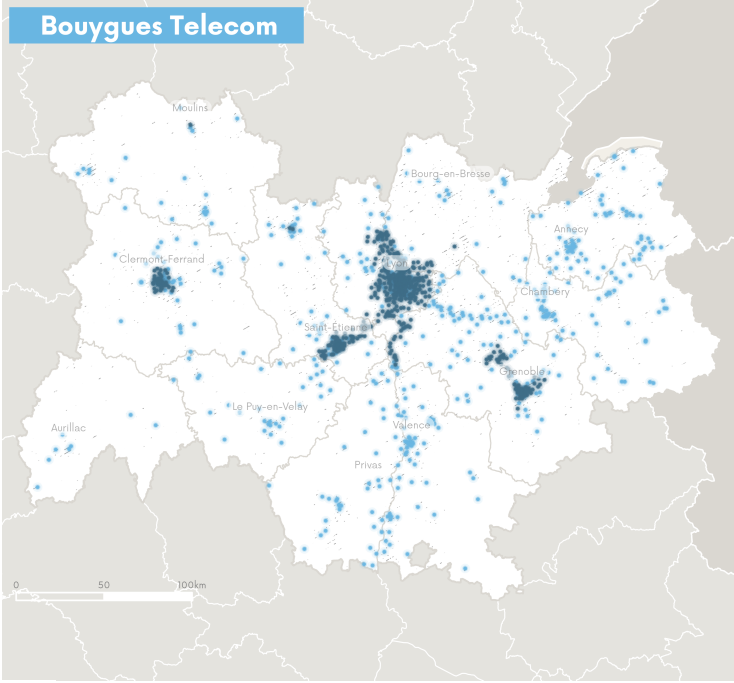 Bouygues Telecom
Moulins
Bourg-en-Bresse
Annecy
Clermont-Ferrand
Lyon
Chambéry
Saint-Étienne
Grenoble
Le Puy-en-Velay
Aurillac
Valence
Privas
0 50 100km